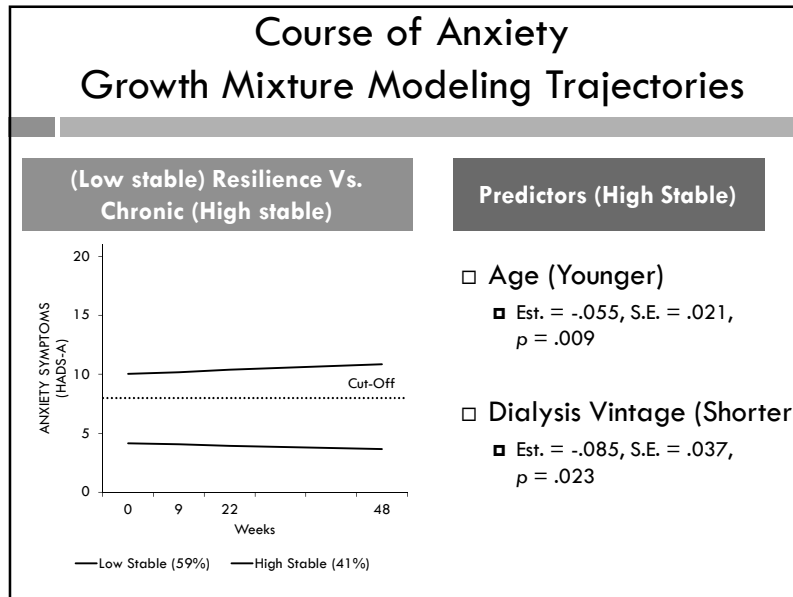 Course of Anxiety
Growth Mixture Modeling Trajectories
(Low stable) Resilience Vs.
Chronic (High stable)
20
15
10
5
0
ANXIETY SYMPTOMS
(HADS-A)
Cut-Off
0 9 22 48
Weeks
Low Stable (59%) High Stable (41%)
Predictors (High Stable)
Age (Younger)
Est. = -.055, S.E. = .021,
p = .009
Dialysis Vintage (Shorter
Est. = -.085, S.E. = .037,
p = .023